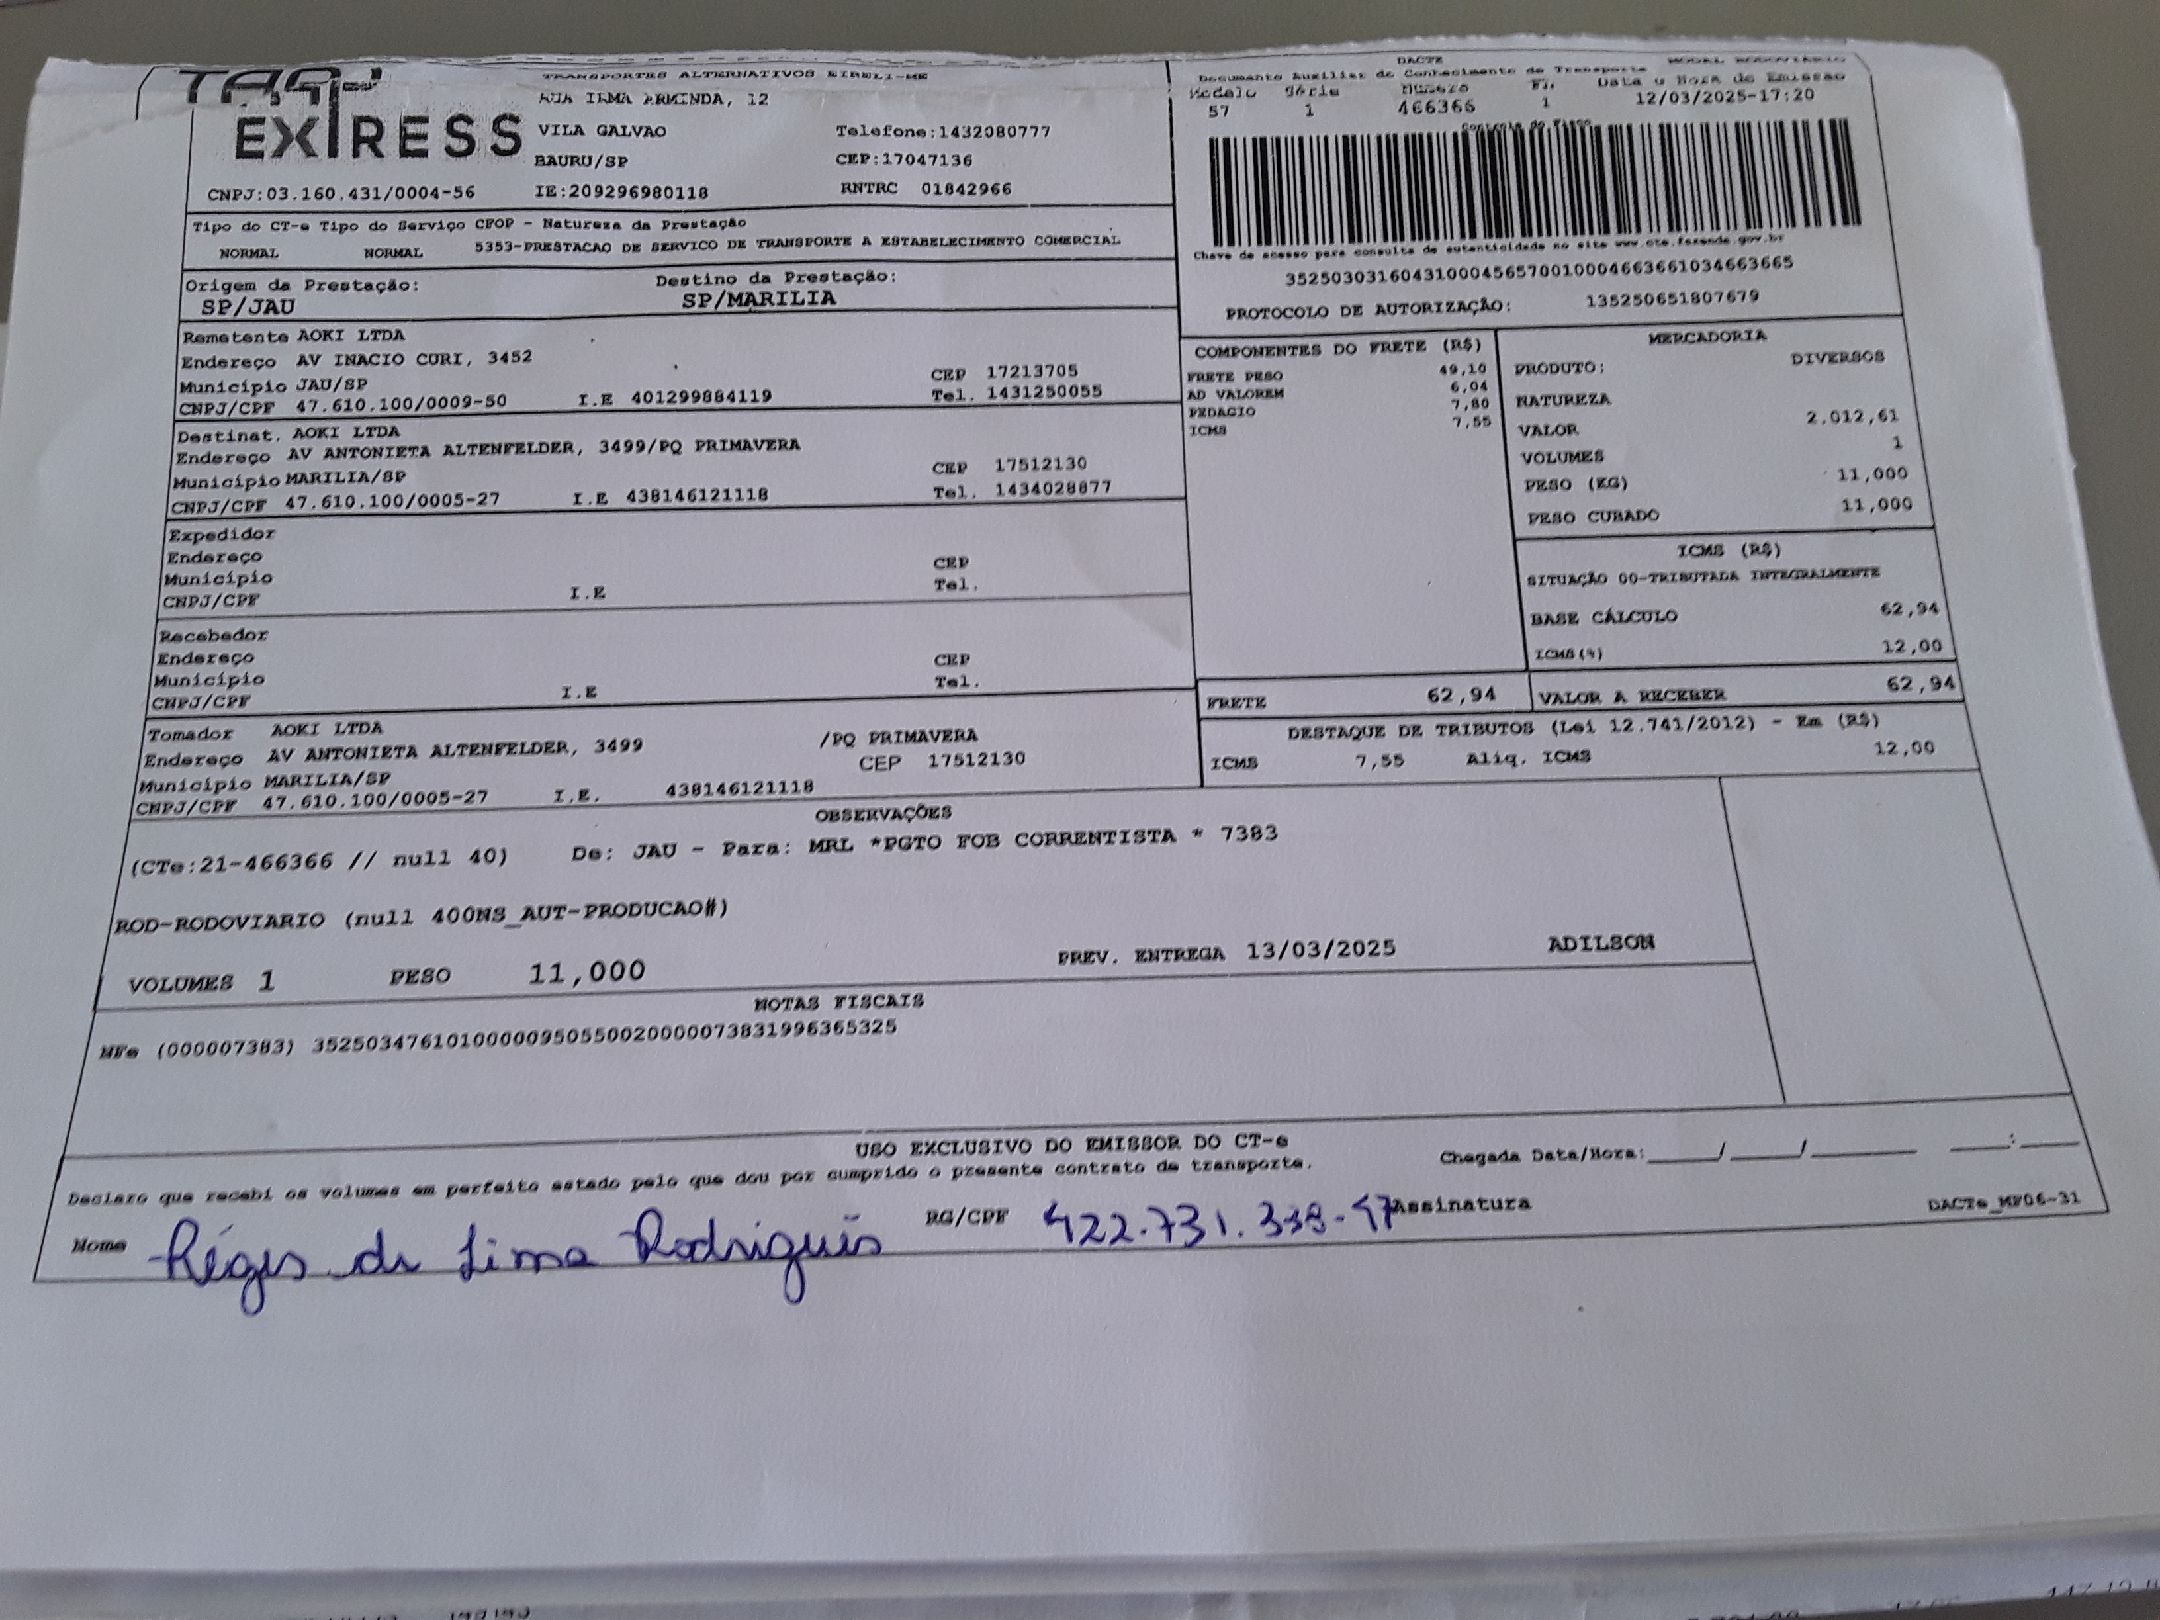 EXPRESS
TRANSPORTES ALTERNATIVOS EIRELI-ME
RUA IRMA ARMINDA, 12
VILA GALVAO Telefone:1432080777
BAURU/SP CEP:17047136
CNPJ:03.160.431/0004-56 IE:209296980118 RNTRC 01842966
Tipo do CT-e Tipo do Serviço CFOP - Natureza da Prestação
NORMAL NORMAL 5353-PRESTACAO DE SERVICO DE TRANSPORTE A ESTABELECIMENTO COMERCIAL
Origem da Prestação: Destino da Prestação:
SP/JAU SP/MARILIA
DACTE MODAL RODOVIARIO
Documento Auxiliar do Conhecimento de Transporte
Modelo Série Número Fl. Data e Hora de Emissão
57 1 466366 1 12/03/2025-17:20
Controle do Fisco
Chave de acesso para consulta de autenticidade no site www.cte.fazenda.gov.br
35250303160431000456570010004663661034663665
PROTOCOLO DE AUTORIZAÇÃO: 135250651807679
Remetente AOKI LTDA
Endereço AV INACIO CURI, 3452
Município JAU/SP CEP 17213705
CNPJ/CPF 47.610.100/0009-50 I.E 401299884119 Tel. 1431250055
Destinat. AOKI LTDA
Endereço AV ANTONIETA ALTENFELDER, 3499/PQ PRIMAVERA
Município MARILIA/SP CEP 17512130
CNPJ/CPF 47.610.100/0005-27 I.E 438146121118 Tel. 1434028877
Expedidor
Endereço
Município CEP
CNPJ/CPF I.E Tel.
Recebedor
Endereço
Município CEP
CNPJ/CPF I.E Tel.
Tomador AOKI LTDA
Endereço AV ANTONIETA ALTENFELDER, 3499 /PQ PRIMAVERA
Município MARILIA/SP CEP 17512130
CNPJ/CPF 47.610.100/0005-27 I.E. 438146121118
COMPONENTES DO FRETE (R$)
FRETE PESO 49,10
AD VALOREM 6,04
PEDAGIO 7,80
ICMS 7,55
MERCADORIA
PRODUTO: DIVERSOS
NATUREZA
VALOR 2.012,61
VOLUMES 1
PESO (KG) 11,000
PESO CUBADO 11,000
ICMS (R$)
SITUAÇÃO 00-TRIBUTADA INTEGRALMENTE
BASE CÁLCULO 62,94
ICMS(%) 12,00
FRETE 62,94 VALOR A RECEBER 62,94
DESTAQUE DE TRIBUTOS (Lei 12.741/2012) - Em (R$)
ICMS 7,55 Aliq. ICMS 12,00
OBSERVAÇÕES
(CTe:21-466366 // null 40) De: JAU - Para: MRL *PGTO FOB CORRENTISTA * 7383
ROD-RODOVIARIO (null 400NS_AUT-PRODUCAO#)
VOLUMES 1 PESO 11,000 PREV. ENTREGA 13/03/2025 ADILSON
NOTAS FISCAIS
NFe (000007383) 35250347610100000950550020000073831996365325
USO EXCLUSIVO DO EMISSOR DO CT-e
Declaro que recebi os volumes em perfeito estado pelo que dou por cumprido o presente contrato de transporte. Chegada Data/Hora:____/____/______ ____:____
Nome Régis de Lima Rodrigues RG/CPF 422.731.338-47 Assinatura DACTe_MF06-31